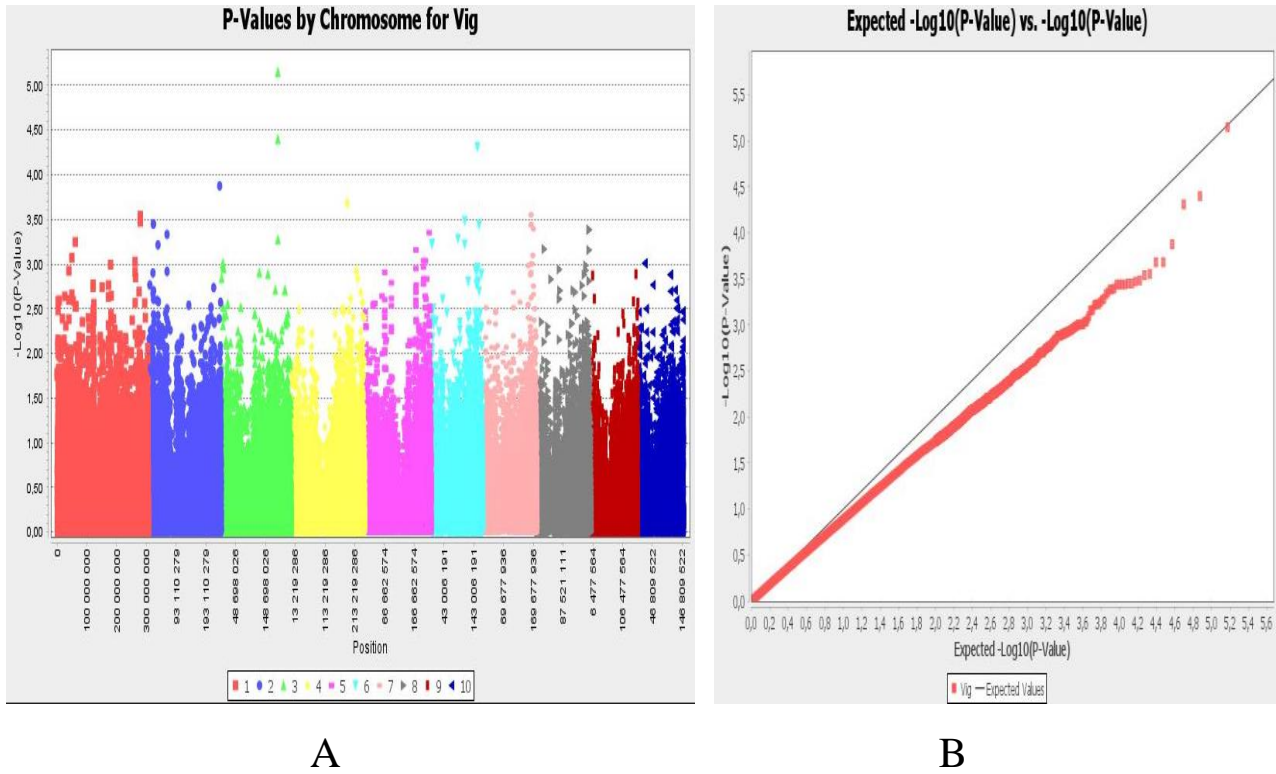 P-Values by Chromosome for Vig
-Log10(P-Value)
5,00
4,50
4,00
3,50
3,00
2,50
2,00
1,50
1,00
0,50
0,00
0
100 000 000
200 000 000
300 000 000
93 110 279
193 110 279
48 698 026
148 698 026
13 219 286
113 219 286
213 219 286
66 662 574
166 662 574
43 006 191
143 006 191
69 677 936
169 677 936
87 521 111
6 477 564
106 477 564
46 809 522
146 809 522
Position
1 2 3 4 5 6 7 8 9 10
A
Expected -Log10(P-Value) vs. -Log10(P-Value)
-Log10(P-Value)
5,5
5,0
4,5
4,0
3,5
3,0
2,5
2,0
1,5
1,0
0,5
0,0
0,0 0,2 0,4 0,6 0,8 1,0 1,2 1,4 1,6 1,8 2,0 2,2 2,4 2,6 2,8 3,0 3,2 3,4 3,6 3,8 4,0 4,2 4,4 4,6 4,8 5,0 5,2 5,4 5,6
Expected -Log10(P-Value)
Vig — Expected Values
B